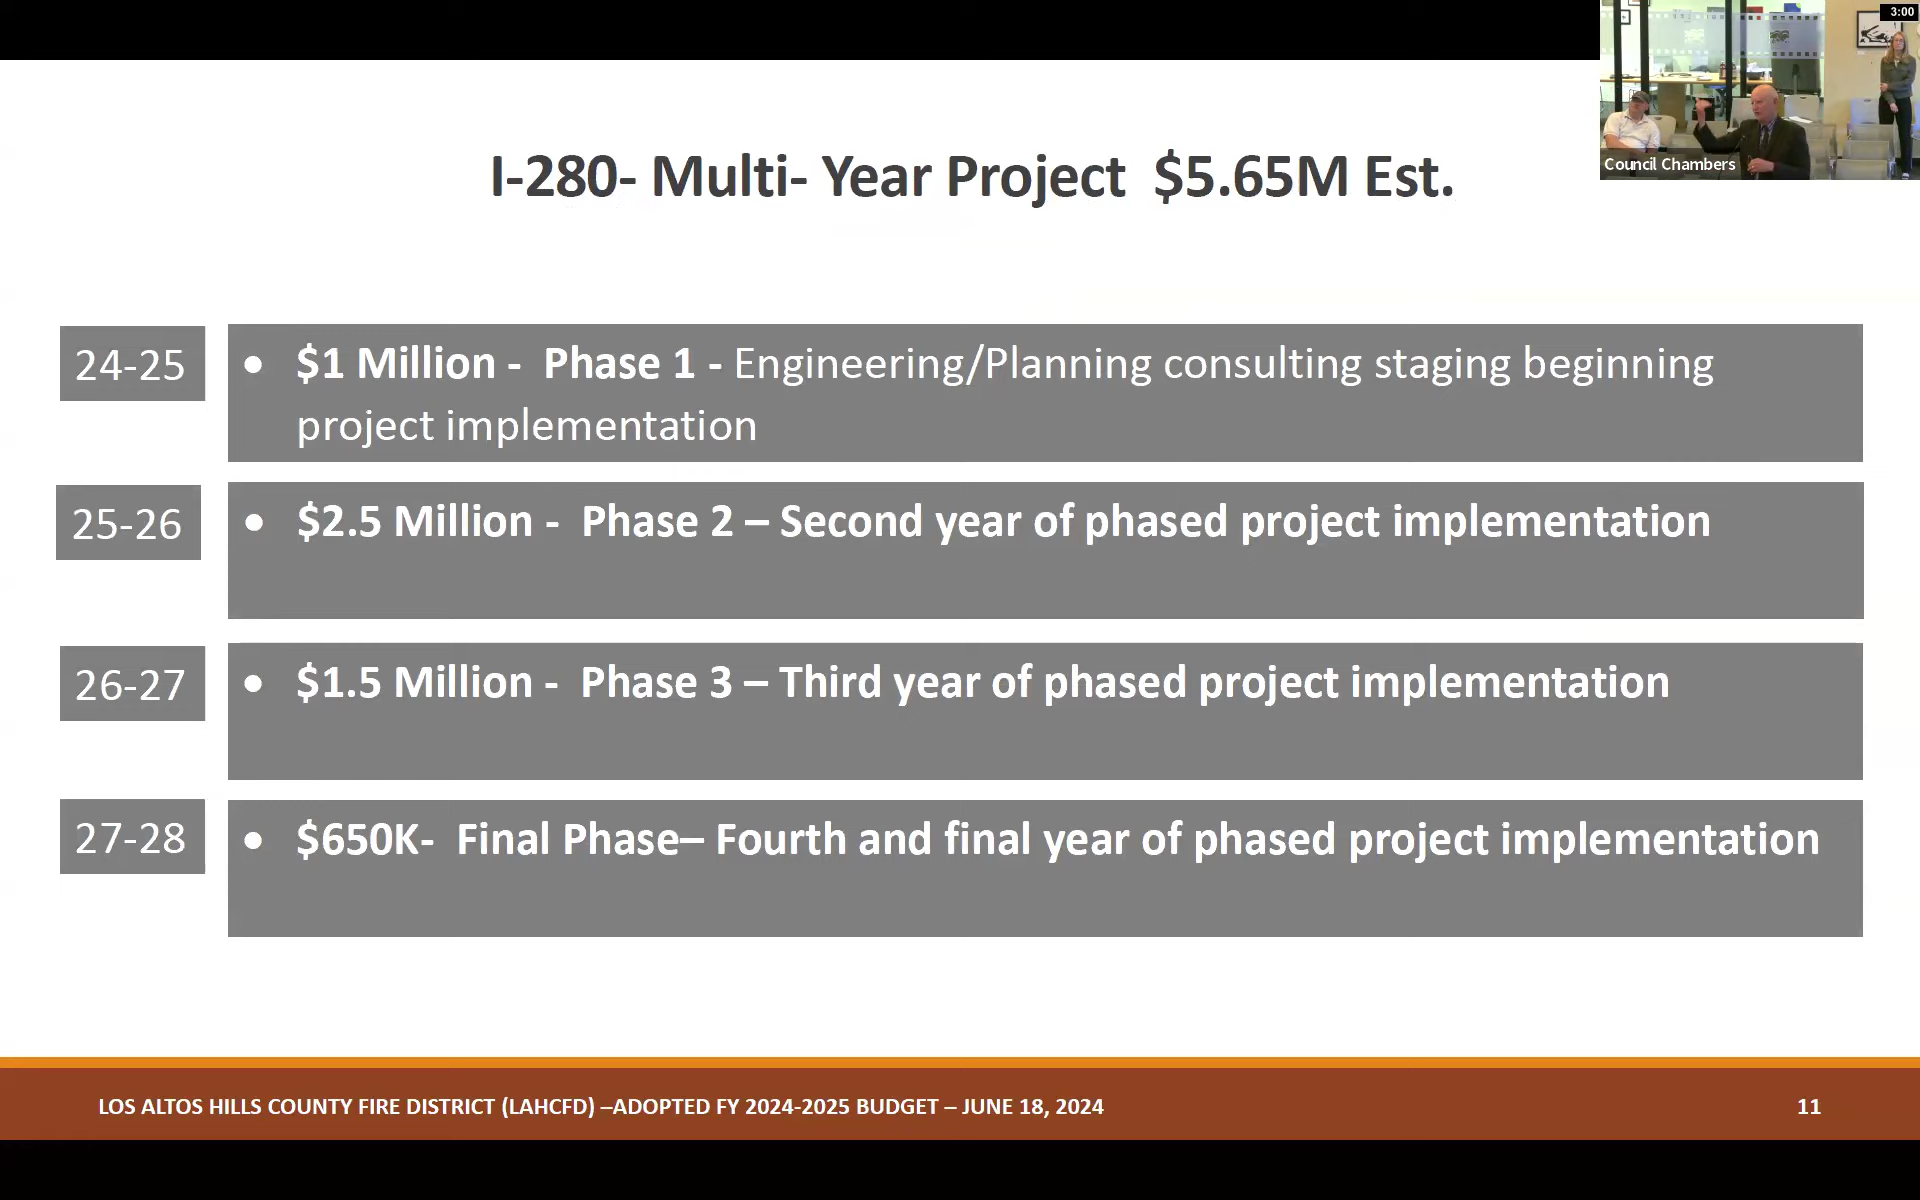 3:00
Council Chambers
I-280- Multi- Year Project $5.65M Est.
24-25
• $1 Million - Phase 1 - Engineering/Planning consulting staging beginning
project implementation
25-26
• $2.5 Million - Phase 2 – Second year of phased project implementation
26-27
• $1.5 Million - Phase 3 – Third year of phased project implementation
27-28
• $650K- Final Phase– Fourth and final year of phased project implementation
LOS ALTOS HILLS COUNTY FIRE DISTRICT (LAHCFD) –ADOPTED FY 2024-2025 BUDGET – JUNE 18, 2024
11